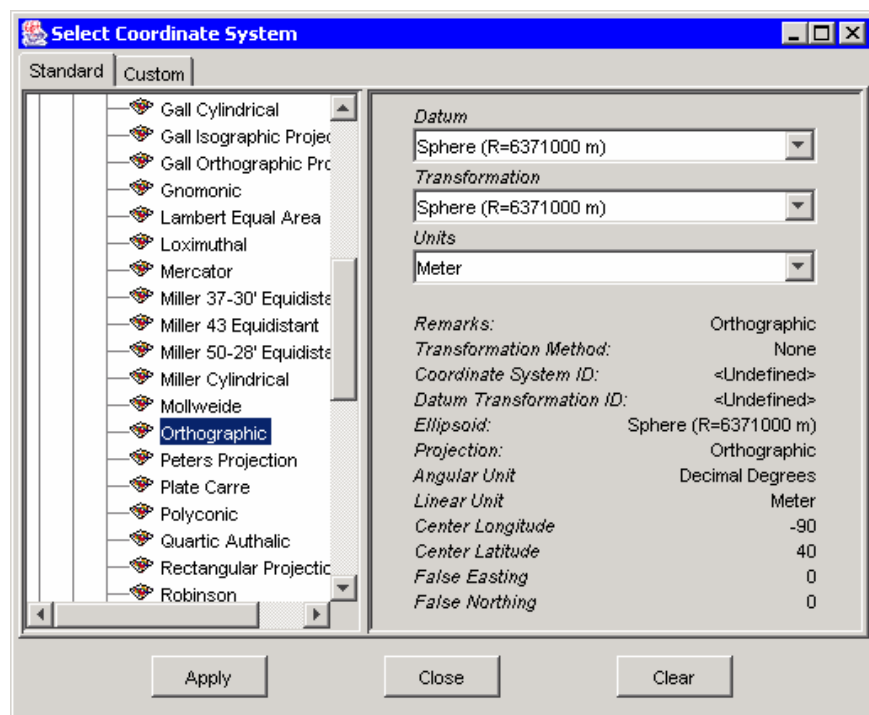 Select Coordinate System
Standard
Custom
Gall Cylindrical
Gall Isographic Projec
Gall Orthographic Prc
Gnomonic
Lambert Equal Area
Loximuthal
Mercator
Miller 37-30' Equidista
Miller 43 Equidistant
Miller 50-28' Equidista
Miller Cylindrical
Mollweide
Orthographic
Peters Projection
Plate Carre
Polyconic
Quartic Authalic
Rectangular Projectic
Robinson
Datum
Sphere (R=6371000 m)
Transformation
Sphere (R=6371000 m)
Units
Meter
Remarks: Orthographic
Transformation Method: None
Coordinate System ID: <Undefined>
Datum Transformation ID: <Undefined>
Ellipsoid: Sphere (R=6371000 m)
Projection: Orthographic
Angular Unit Decimal Degrees
Linear Unit Meter
Center Longitude -90
Center Latitude 40
False Easting 0
False Northing 0
Apply
Close
Clear